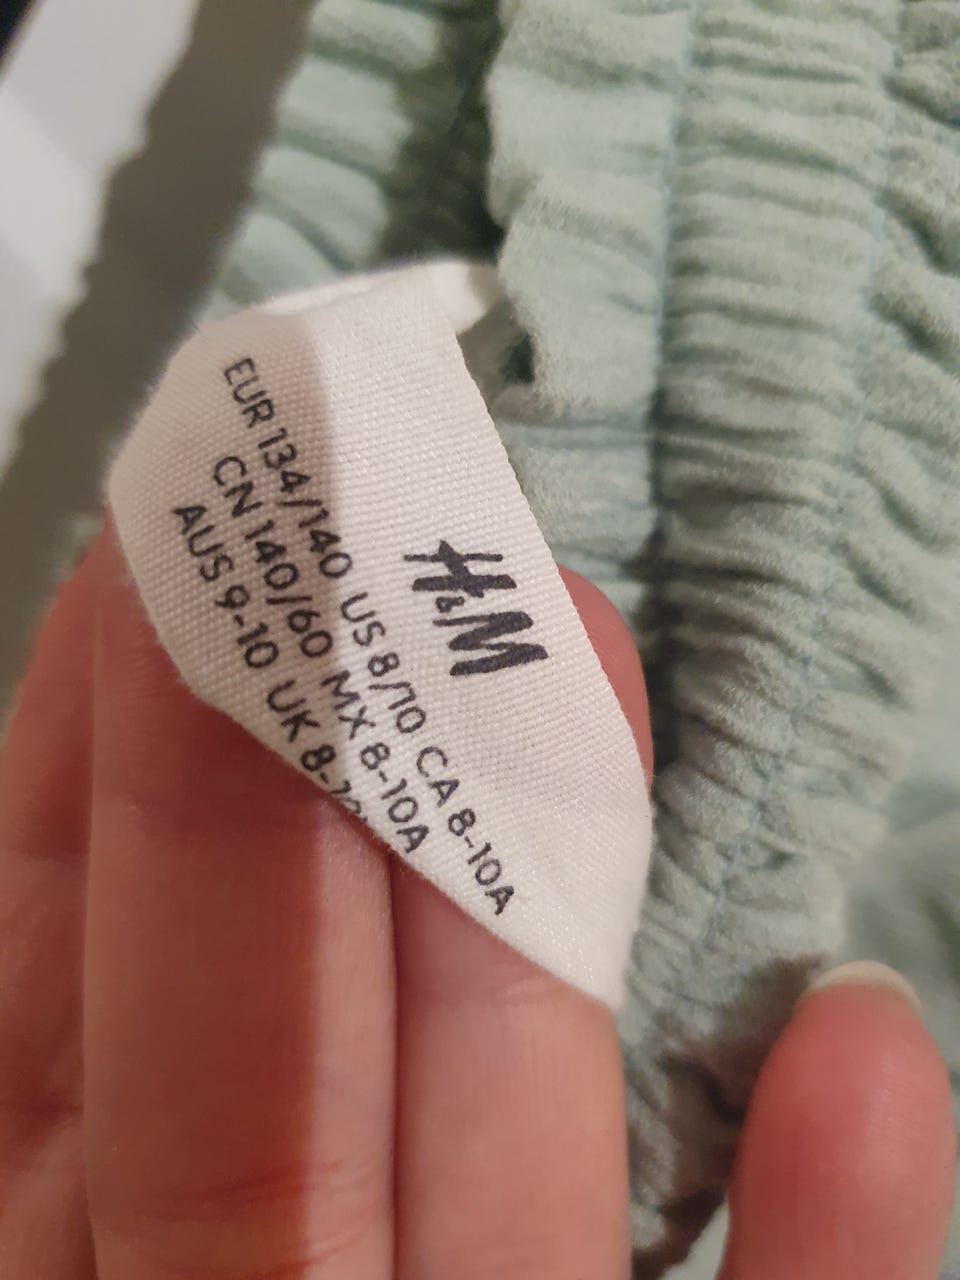 H&M
EUR 134/140 US 8/10 CA 8-10A
CN 140/60 MX 8-10A
AUS 9-10 UK 8-10